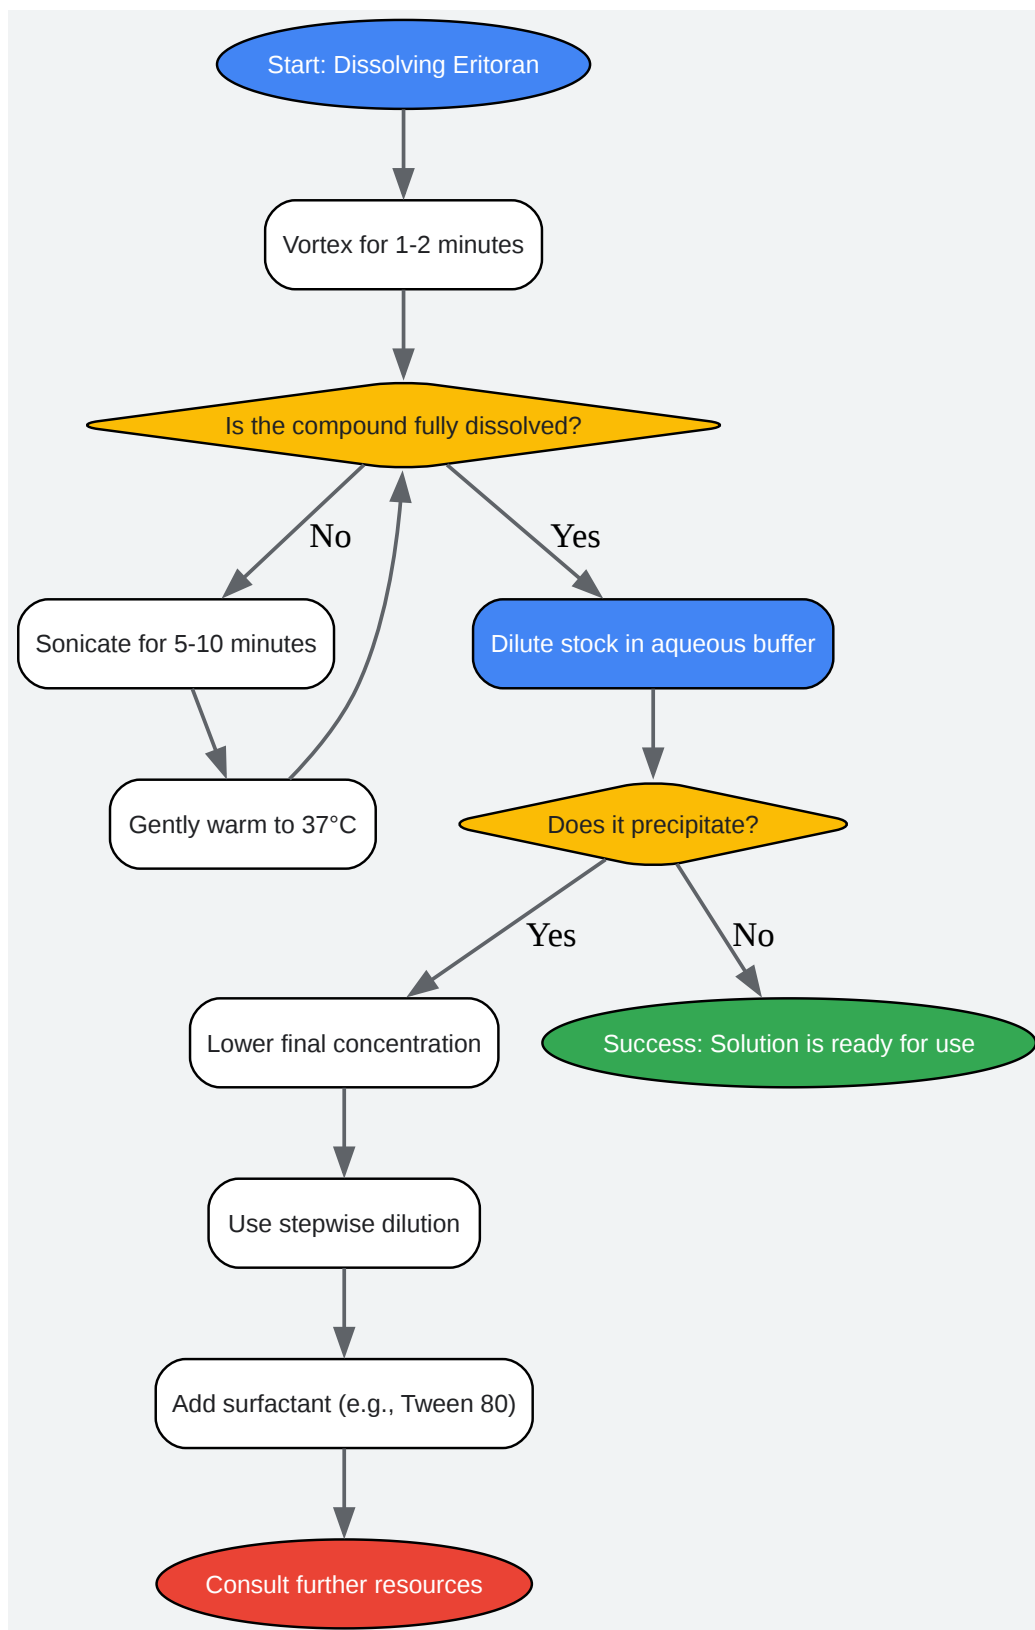 Start: Dissolving Eritoran
Vortex for 1-2 minutes
Is the compound fully dissolved?
No
Yes
Sonicate for 5-10 minutes
Dilute stock in aqueous buffer
Gently warm to 37°C
Does it precipitate?
Yes
No
Lower final concentration
Success: Solution is ready for use
Use stepwise dilution
Add surfactant (e.g., Tween 80)
Consult further resources